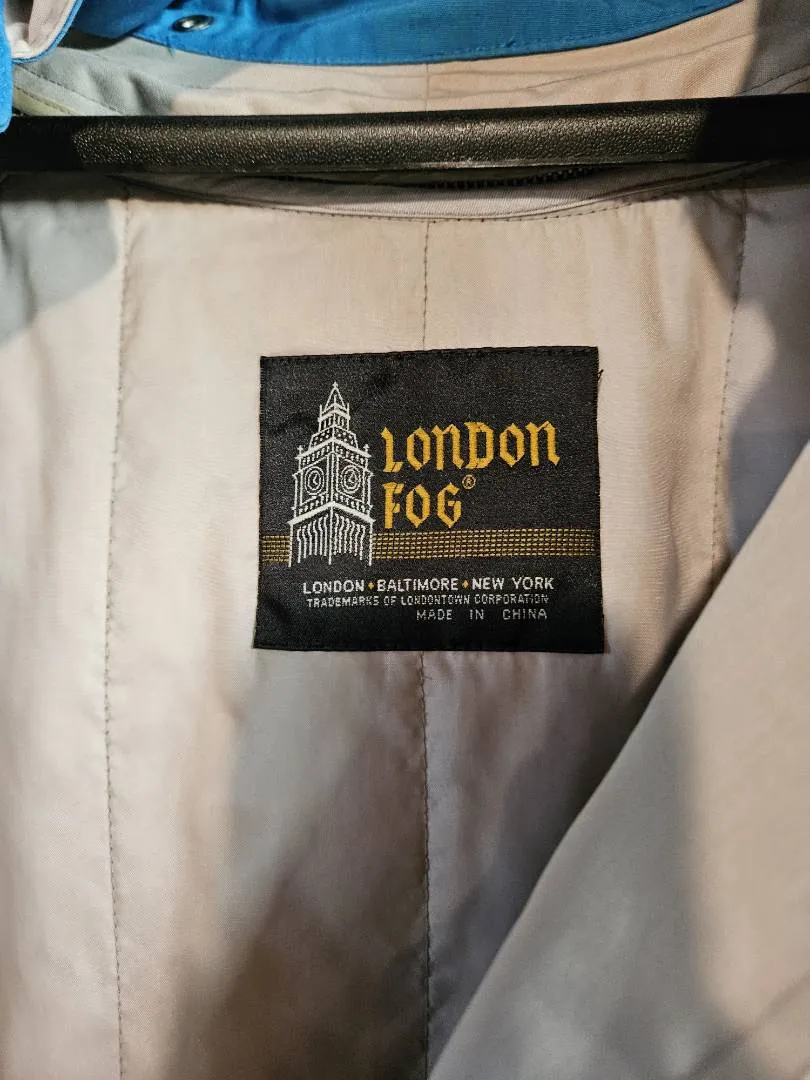 LONDON
FOG®
LONDON • BALTIMORE • NEW YORK
TRADEMARKS OF LONDONTOWN CORPORATION
MADE IN CHINA